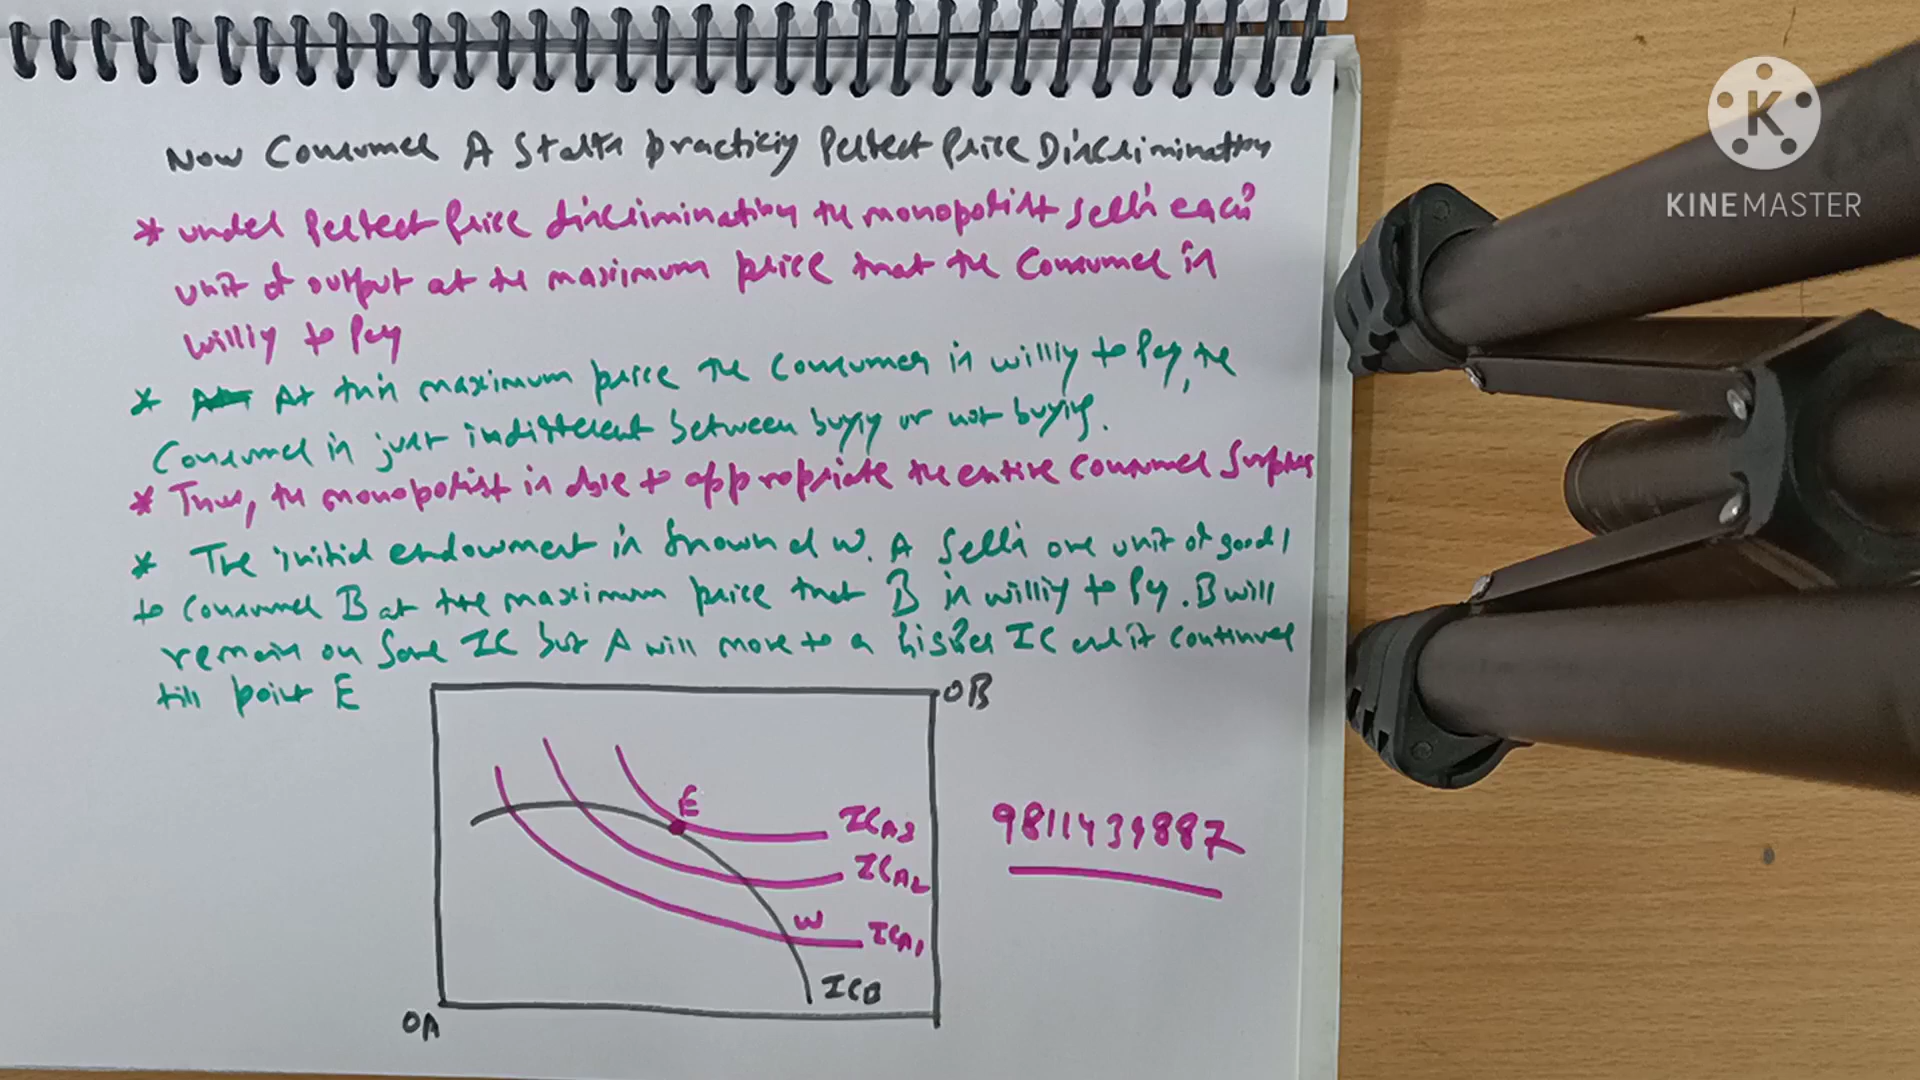 Now Consumer A Starts practicing Perfect Price Discrimination
* under Perfect Price discrimination the monopolist sells each
unit of output at the maximum price that the consumer is
willing to Pay
* At this maximum price the consumer is willing to Pay, the
Consumer is just indifferent between buying or not buying.
* Thus, the monopolist is able to appropriate the entire consumer surplus
* The initial endowment is known at W. A Sells one unit of good 1
to Consumer B at the maximum price that B is willing to Pay. B will
remain on same IC but A will move to a higher IC and it continues
till point E
OB
E
ICA3
ICA2
W
ICA1
ICB
OA
9811439887
K
KINEMASTER